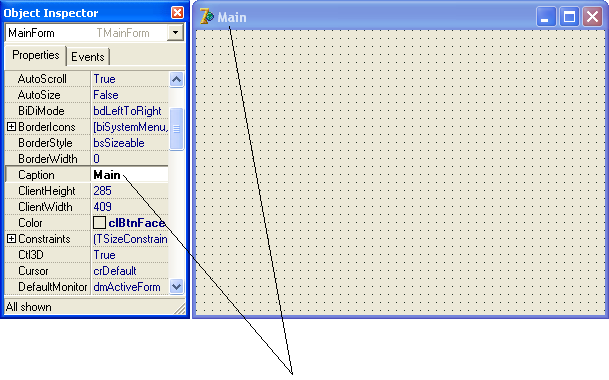 Object Inspector
MainForm TMainForm
Properties Events
AutoScroll True
AutoSize False
BiDiMode bdLeftToRight
BorderIcons [biSystemMenu,
BorderStyle bsSizeable
BorderWidth 0
Caption Main
ClientHeight 285
ClientWidth 409
Color clBtnFace
Constraints (TSizeConstrain
Ctl3D True
Cursor crDefault
DefaultMonitor dmActiveForm
All shown
7 Main